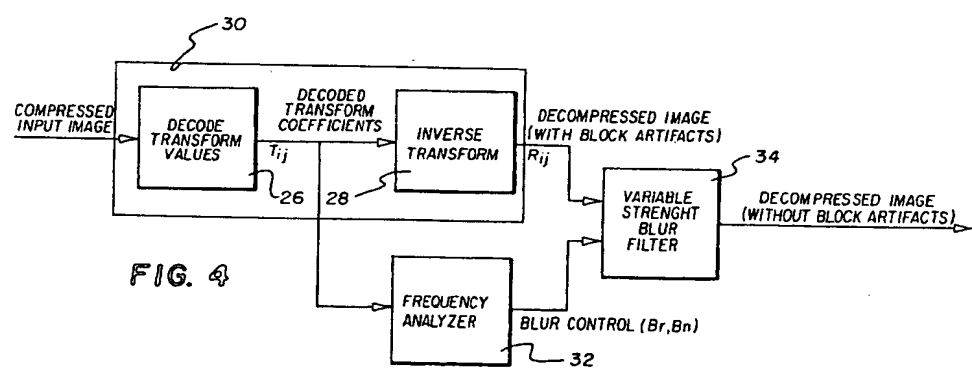 30
COMPRESSED
INPUT IMAGE
DECODE
TRANSFORM
VALUES
26
Tij
DECODED
TRANSFORM
COEFFICIENTS
INVERSE
TRANSFORM
28
DECOMPRESSED IMAGE
(WITH BLOCK ARTIFACTS)
Rij
34
VARIABLE
STRENGHT
BLUR
FILTER
DECOMPRESSED IMAGE
(WITHOUT BLOCK ARTIFACTS)
FIG. 4
FREQUENCY
ANALYZER
32
BLUR CONTROL (Br,Bn)